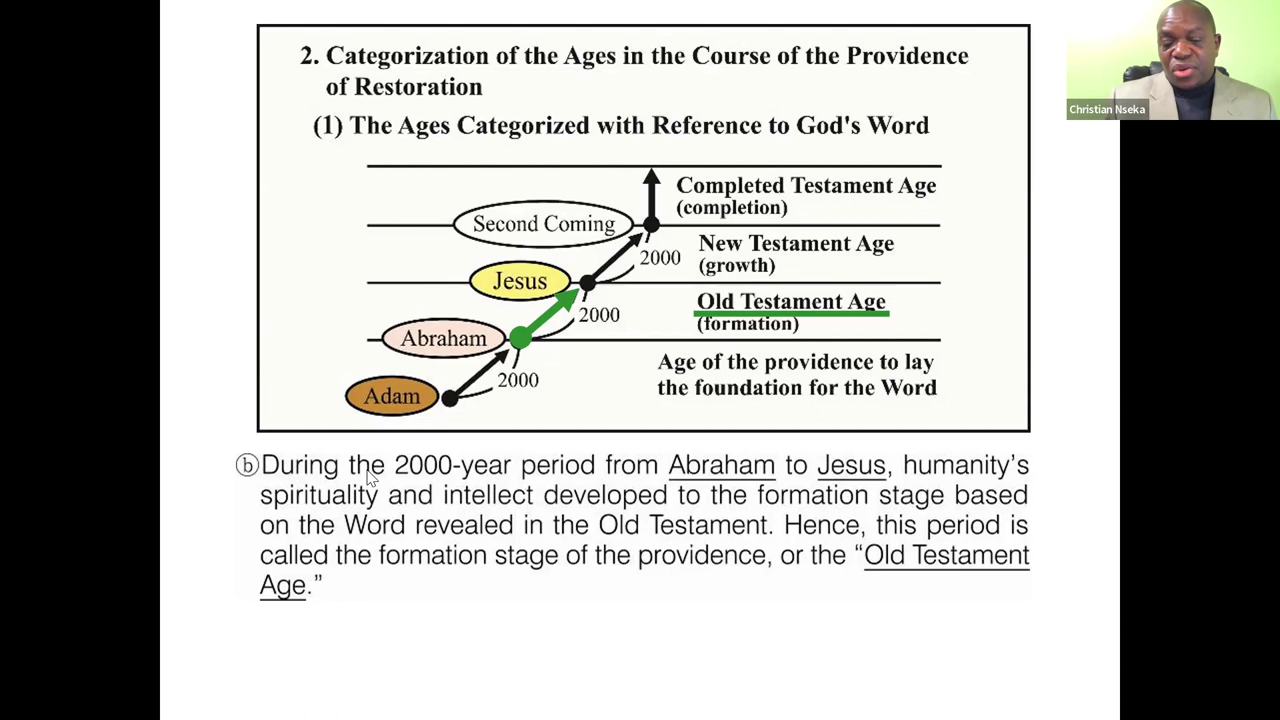 2. Categorization of the Ages in the Course of the Providence
of Restoration
(1) The Ages Categorized with Reference to God's Word
Completed Testament Age
(completion)
Second Coming
2000
New Testament Age
(growth)
Jesus
2000
Old Testament Age
(formation)
Abraham
2000
Age of the providence to lay
the foundation for the Word
Adam
ⓑDuring the 2000-year period from Abraham to Jesus, humanity’s
spirituality and intellect developed to the formation stage based
on the Word revealed in the Old Testament. Hence, this period is
called the formation stage of the providence, or the “Old Testament
Age.”
Christian Nseka